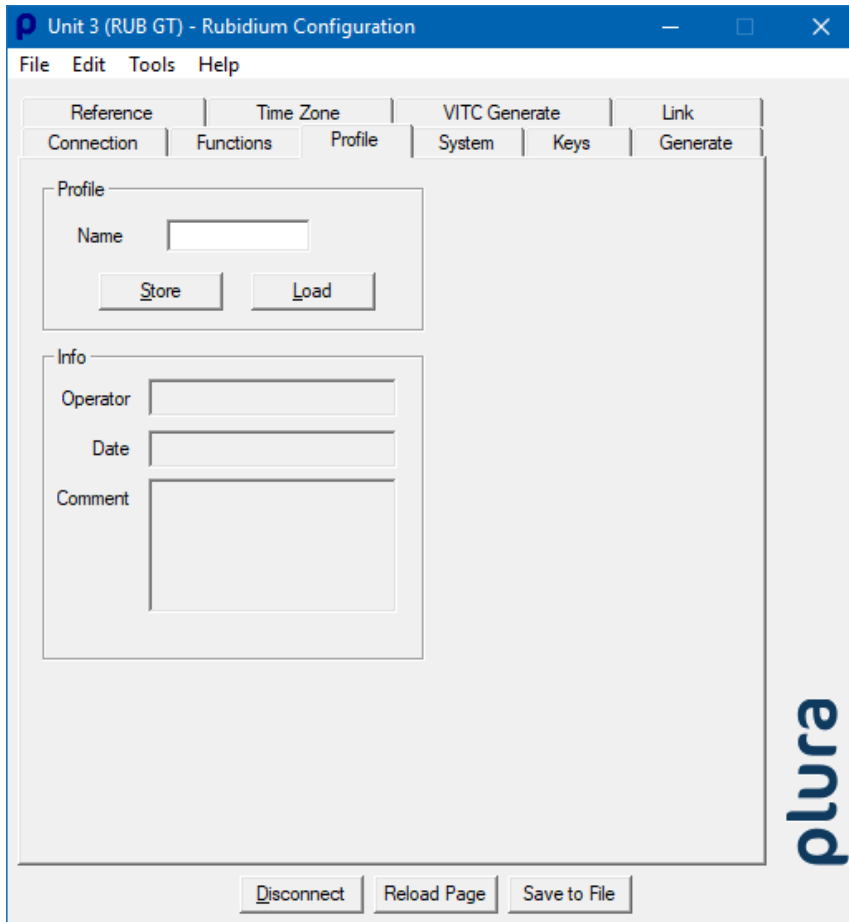 Unit 3 (RUB GT) - Rubidium Configuration
File Edit Tools Help
Reference Time Zone VITC Generate Link
Connection Functions Profile System Keys Generate
Profile
Name
Store Load
Info
Operator
Date
Comment
plura
Disconnect Reload Page Save to File